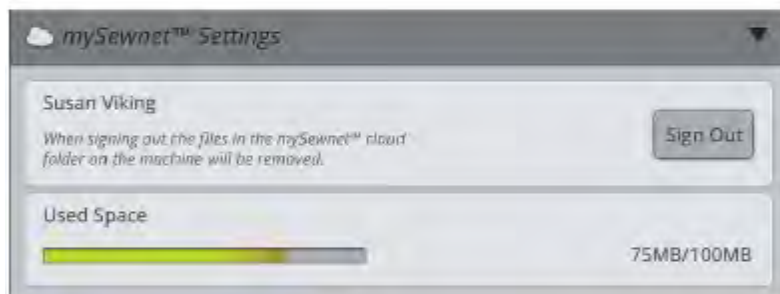 mySewnet™ Settings
Susan Viking
When signing out the files in the mySewnet™ cloud
folder on the machine will be removed.
Sign Out
Used Space
75MB/100MB